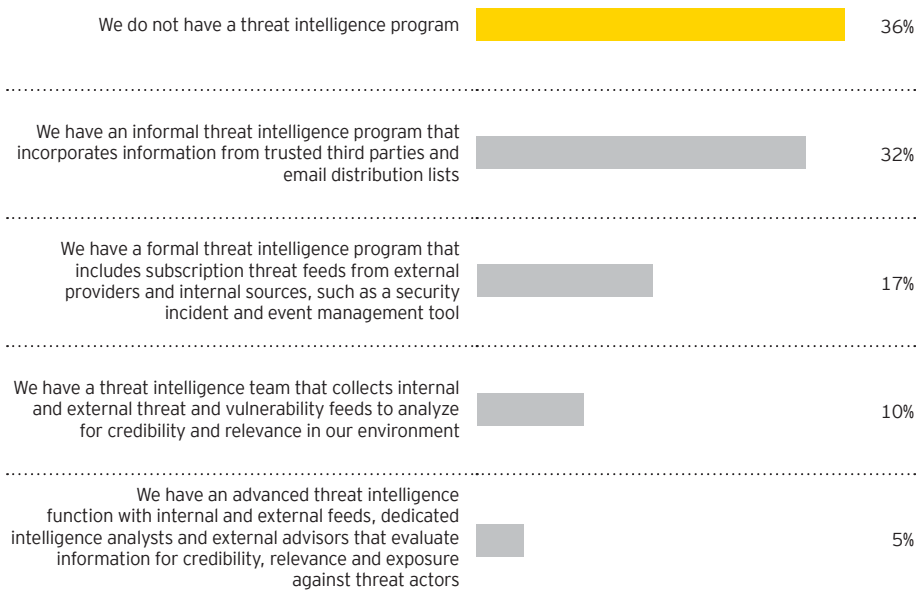 We do not have a threat intelligence program
36%
We have an informal threat intelligence program that
incorporates information from trusted third parties and
email distribution lists
32%
We have a formal threat intelligence program that
includes subscription threat feeds from external
providers and internal sources, such as a security
incident and event management tool
17%
We have a threat intelligence team that collects internal
and external threat and vulnerability feeds to analyze
for credibility and relevance in our environment
10%
We have an advanced threat intelligence
function with internal and external feeds, dedicated
intelligence analysts and external advisors that evaluate
information for credibility, relevance and exposure
against threat actors
5%